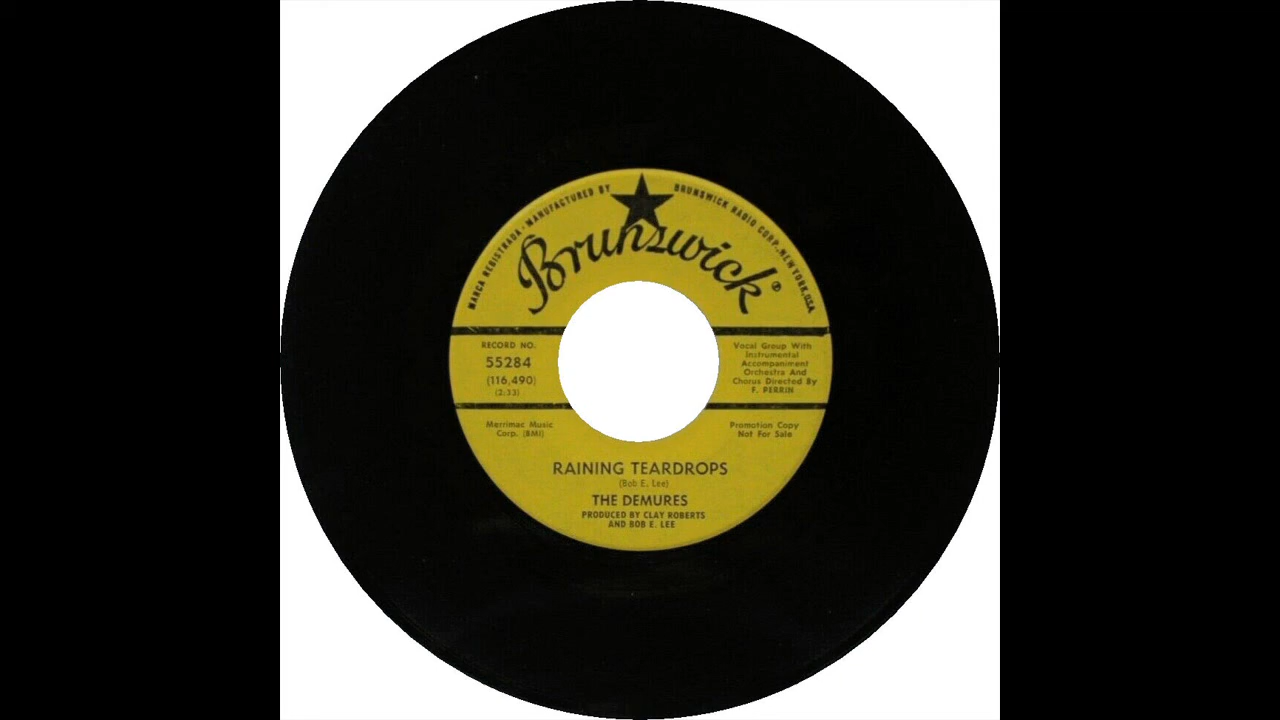 MARCA REGISTRADA · MANUFACTURED BY BRUNSWICK RADIO CORP., NEW YORK, USA
Brunswick ®
RECORD NO.
55284
(116,490)
(2:33)
Vocal Group With
Instrumental
Accompaniment
Orchestra And
Chorus Directed By
F. PERRIN
Merrimac Music
Corp. (BMI)
Promotion Copy
Not For Sale
RAINING TEARDROPS
(Bob E. Lee)
THE DEMURES
PRODUCED BY CLAY ROBERTS
AND BOB E. LEE